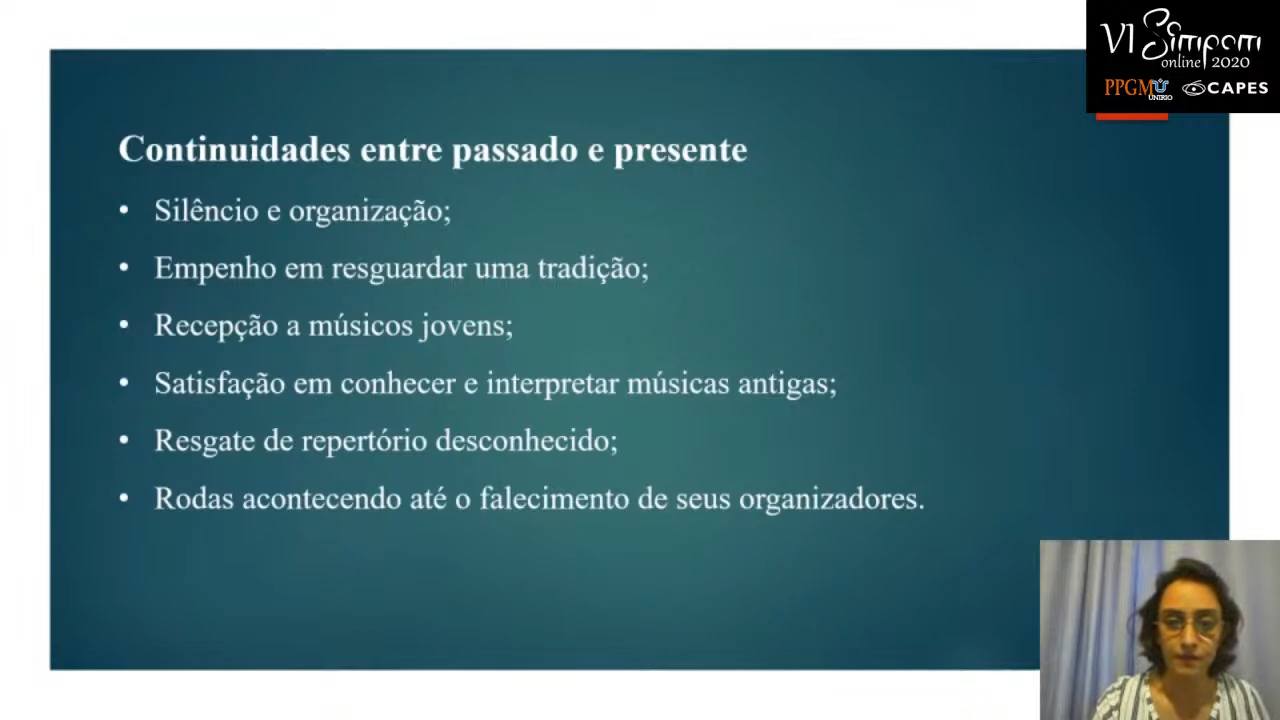 VI Simpom
online 2020
PPGM UNIRIO CAPES
Continuidades entre passado e presente
• Silêncio e organização;
• Empenho em resguardar uma tradição;
• Recepção a músicos jovens;
• Satisfação em conhecer e interpretar músicas antigas;
• Resgate de repertório desconhecido;
• Rodas acontecendo até o falecimento de seus organizadores.